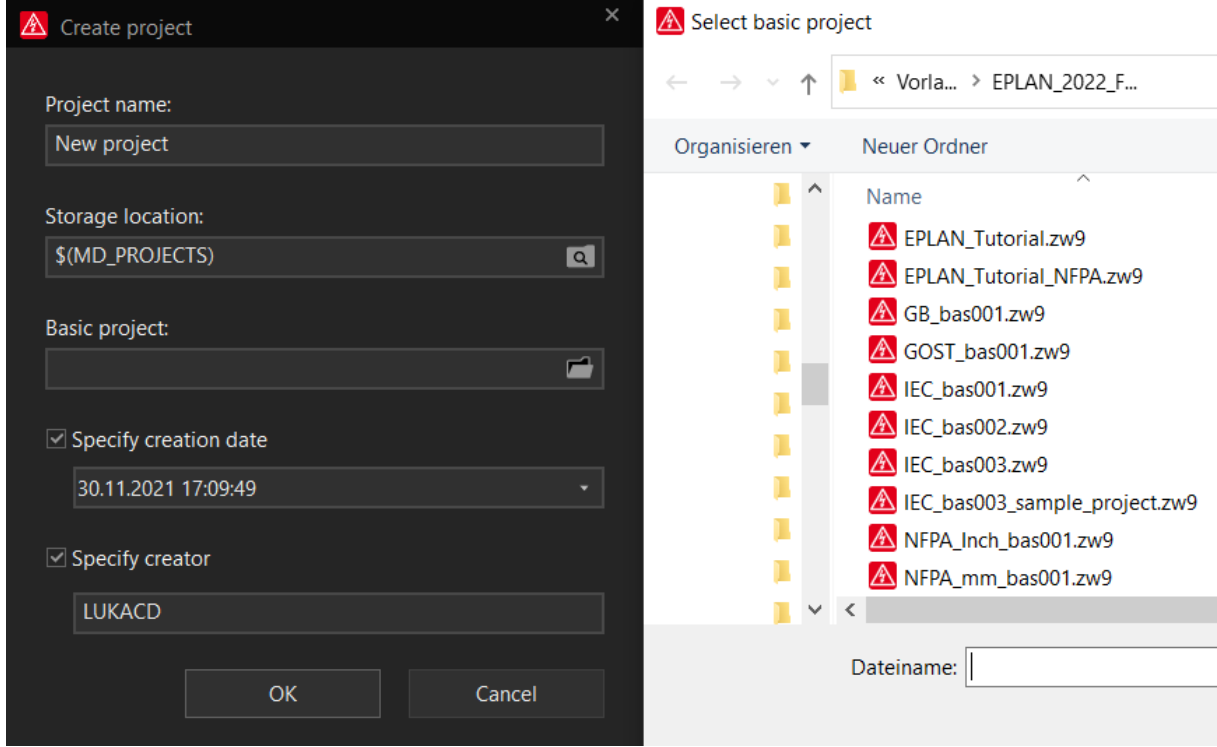 Create project
Project name:
New project
Storage location:
$(MD_PROJECTS)
Basic project:
Specify creation date
30.11.2021 17:09:49
Specify creator
LUKACD
OK
Cancel
Select basic project
« Vorla... > EPLAN_2022_F...
Organisieren
Neuer Ordner
Name
EPLAN_Tutorial.zw9
EPLAN_Tutorial_NFPA.zw9
GB_bas001.zw9
GOST_bas001.zw9
IEC_bas001.zw9
IEC_bas002.zw9
IEC_bas003.zw9
IEC_bas003_sample_project.zw9
NFPA_Inch_bas001.zw9
NFPA_mm_bas001.zw9
Dateiname: